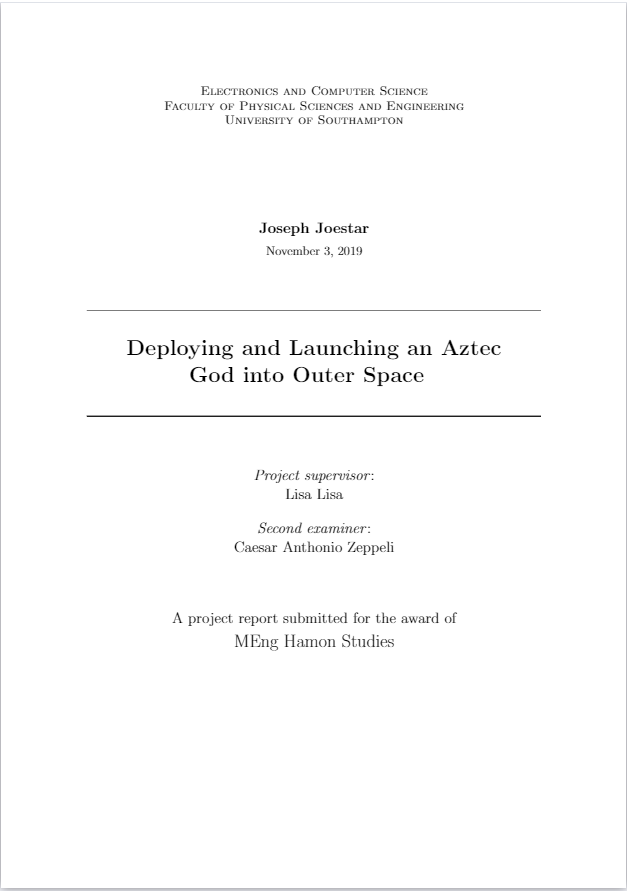 Electronics and Computer Science
Faculty of Physical Sciences and Engineering
University of Southampton
Joseph Joestar
November 3, 2019
Deploying and Launching an Aztec
God into Outer Space
Project supervisor:
Lisa Lisa
Second examiner:
Caesar Anthonio Zeppeli
A project report submitted for the award of
MEng Hamon Studies